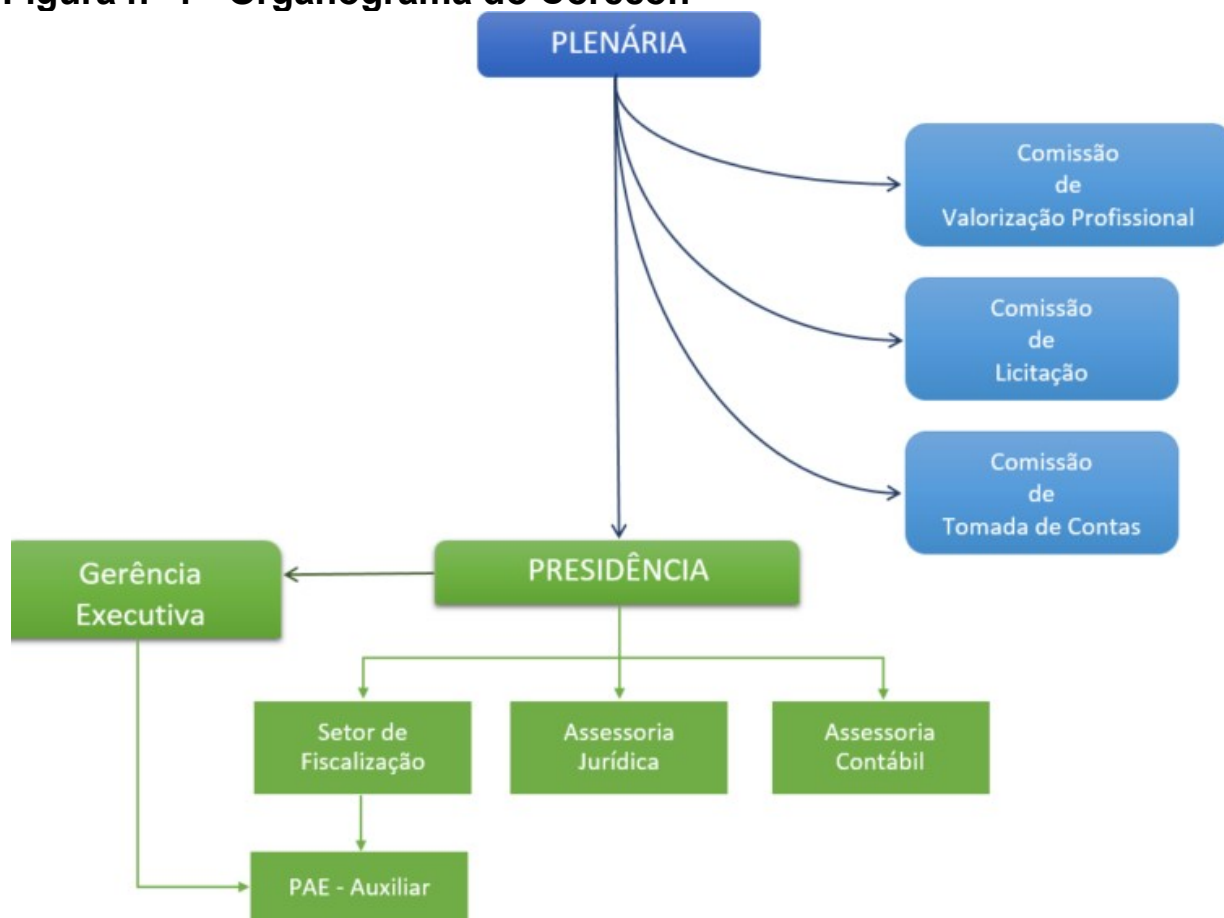 PLENÁRIA
Comissão
de
Valorização Profissional
Comissão
de
Licitação
Comissão
de
Tomada de Contas
Gerência
Executiva
PRESIDÊNCIA
Setor de
Fiscalização
Assessoria
Jurídica
Assessoria
Contábil
PAE - Auxiliar